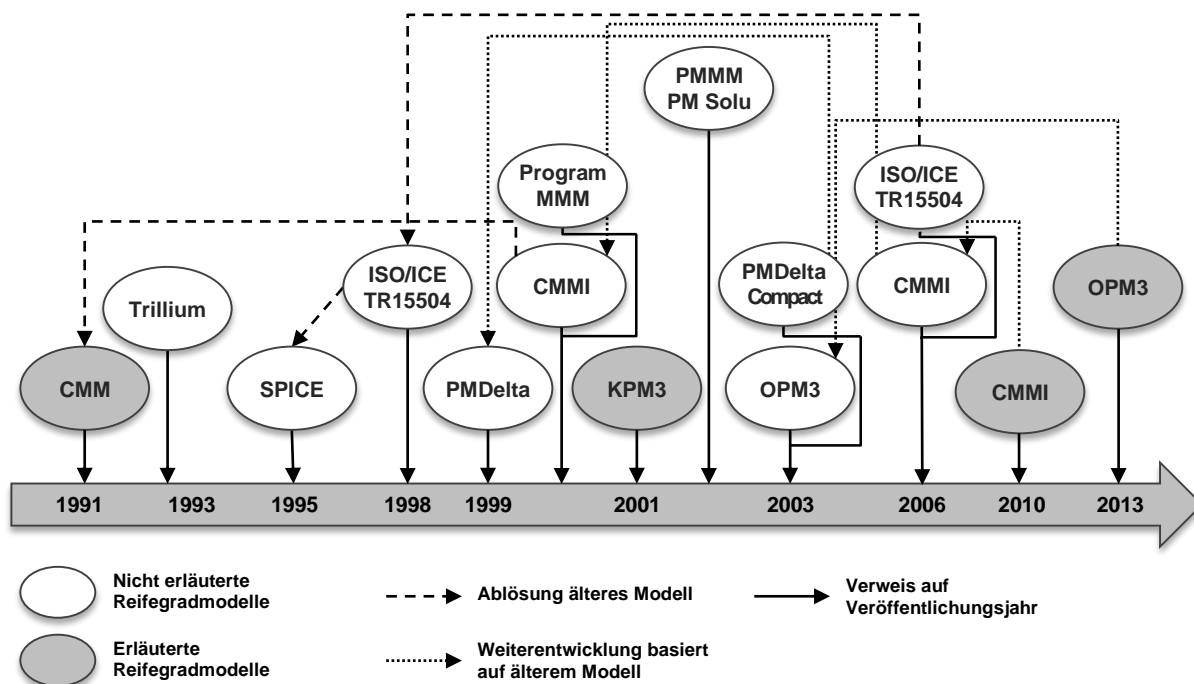 PMMM
PM Solu
Program
MMM
ISO/ICE
TR15504
Trillium
ISO/ICE
TR15504
CMMI
PMDelta
Compact
CMMI
OPM3
CMM
SPICE
PMDelta
KPM3
OPM3
CMMI
1991
1993
1995
1998
1999
2001
2003
2006
2010
2013
Nicht erläuterte
Reifegradmodelle
Ablösung älteres Modell
Verweis auf
Veröffentlichungsjahr
Erläuterte
Reifegradmodelle
Weiterentwicklung basiert
auf älterem Modell